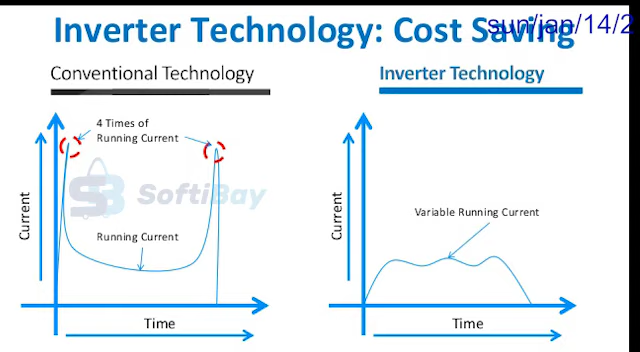 Inverter Technology: Cost Saving
sun/jan/14/2
Conventional Technology
Inverter Technology
4 Times of
Running Current
SoftiBay
Running Current
Current
Time
Variable Running Current
Current
Time